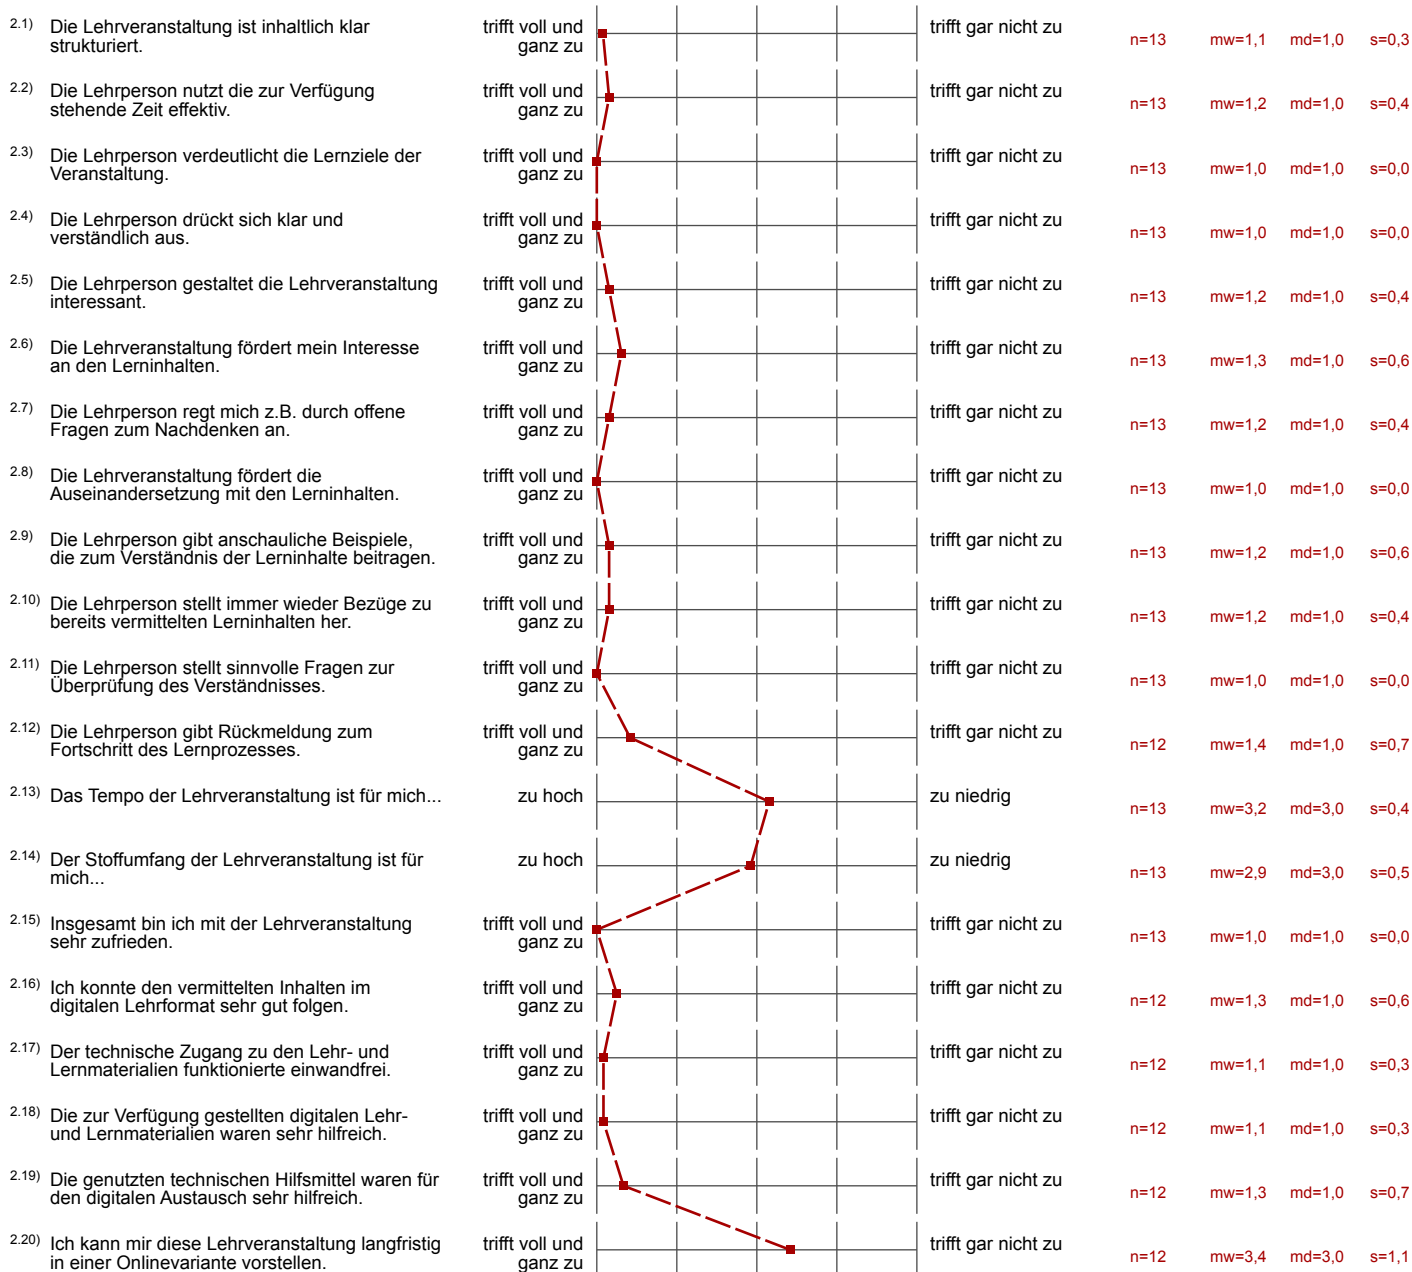 2.1) Die Lehrveranstaltung ist inhaltlich klar
strukturiert.
trifft voll und
ganz zu
trifft gar nicht zu
n=13 mw=1,1 md=1,0 s=0,3
2.2) Die Lehrperson nutzt die zur Verfügung
stehende Zeit effektiv.
trifft voll und
ganz zu
trifft gar nicht zu
n=13 mw=1,2 md=1,0 s=0,4
2.3) Die Lehrperson verdeutlicht die Lernziele der
Veranstaltung.
trifft voll und
ganz zu
trifft gar nicht zu
n=13 mw=1,0 md=1,0 s=0,0
2.4) Die Lehrperson drückt sich klar und
verständlich aus.
trifft voll und
ganz zu
trifft gar nicht zu
n=13 mw=1,0 md=1,0 s=0,0
2.5) Die Lehrperson gestaltet die Lehrveranstaltung
interessant.
trifft voll und
ganz zu
trifft gar nicht zu
n=13 mw=1,2 md=1,0 s=0,4
2.6) Die Lehrveranstaltung fördert mein Interesse
an den Lerninhalten.
trifft voll und
ganz zu
trifft gar nicht zu
n=13 mw=1,3 md=1,0 s=0,6
2.7) Die Lehrperson regt mich z.B. durch offene
Fragen zum Nachdenken an.
trifft voll und
ganz zu
trifft gar nicht zu
n=13 mw=1,2 md=1,0 s=0,4
2.8) Die Lehrveranstaltung fördert die
Auseinandersetzung mit den Lerninhalten.
trifft voll und
ganz zu
trifft gar nicht zu
n=13 mw=1,0 md=1,0 s=0,0
2.9) Die Lehrperson gibt anschauliche Beispiele,
die zum Verständnis der Lerninhalte beitragen.
trifft voll und
ganz zu
trifft gar nicht zu
n=13 mw=1,2 md=1,0 s=0,6
2.10) Die Lehrperson stellt immer wieder Bezüge zu
bereits vermittelten Lerninhalten her.
trifft voll und
ganz zu
trifft gar nicht zu
n=13 mw=1,2 md=1,0 s=0,4
2.11) Die Lehrperson stellt sinnvolle Fragen zur
Überprüfung des Verständnisses.
trifft voll und
ganz zu
trifft gar nicht zu
n=13 mw=1,0 md=1,0 s=0,0
2.12) Die Lehrperson gibt Rückmeldung zum
Fortschritt des Lernprozesses.
trifft voll und
ganz zu
trifft gar nicht zu
n=12 mw=1,4 md=1,0 s=0,7
2.13) Das Tempo der Lehrveranstaltung ist für mich...
zu hoch
zu niedrig
n=13 mw=3,2 md=3,0 s=0,4
2.14) Der Stoffumfang der Lehrveranstaltung ist für
mich...
zu hoch
zu niedrig
n=13 mw=2,9 md=3,0 s=0,5
2.15) Insgesamt bin ich mit der Lehrveranstaltung
sehr zufrieden.
trifft voll und
ganz zu
trifft gar nicht zu
n=13 mw=1,0 md=1,0 s=0,0
2.16) Ich konnte den vermittelten Inhalten im
digitalen Lehrformat sehr gut folgen.
trifft voll und
ganz zu
trifft gar nicht zu
n=12 mw=1,3 md=1,0 s=0,6
2.17) Der technische Zugang zu den Lehr- und
Lernmaterialien funktionierte einwandfrei.
trifft voll und
ganz zu
trifft gar nicht zu
n=12 mw=1,1 md=1,0 s=0,3
2.18) Die zur Verfügung gestellten digitalen Lehr-
und Lernmaterialien waren sehr hilfreich.
trifft voll und
ganz zu
trifft gar nicht zu
n=12 mw=1,1 md=1,0 s=0,3
2.19) Die genutzten technischen Hilfsmittel waren für
den digitalen Austausch sehr hilfreich.
trifft voll und
ganz zu
trifft gar nicht zu
n=12 mw=1,3 md=1,0 s=0,7
2.20) Ich kann mir diese Lehrveranstaltung langfristig
in einer Onlinevariante vorstellen.
trifft voll und
ganz zu
trifft gar nicht zu
n=12 mw=3,4 md=3,0 s=1,1